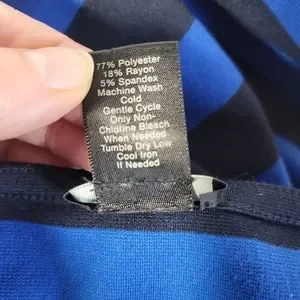 77% Polyester
18% Rayon
5% Spandex
Machine Wash
Cold
Gentle Cycle
Only Non-
Chlorine Bleach
When Needed
Tumble Dry Low
Cool Iron
If Needed